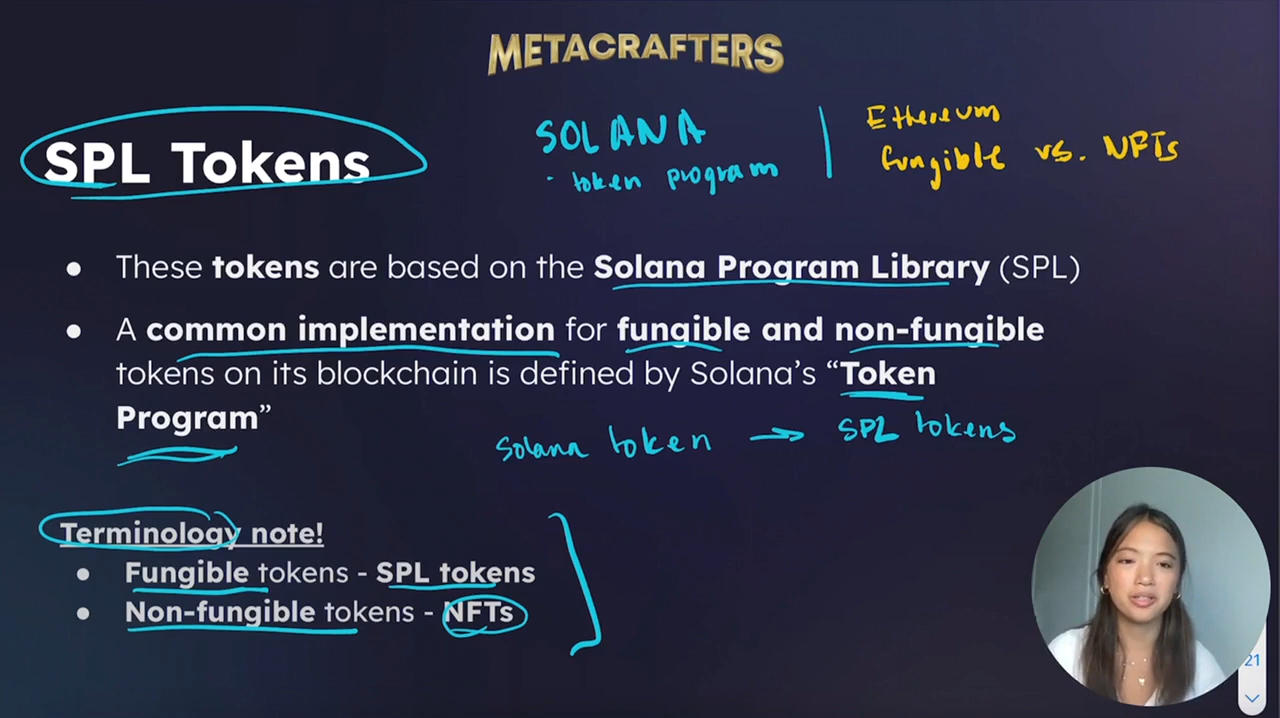 METACRAFTERS
SPL Tokens
SOLANA
· token program
Ethereum
fungible vs. NFTs
● These tokens are based on the Solana Program Library (SPL)
● A common implementation for fungible and non-fungible
tokens on its blockchain is defined by Solana’s “Token
Program”
Solana token → SPL tokens
Terminology note!
● Fungible tokens - SPL tokens
● Non-fungible tokens - NFTs
21